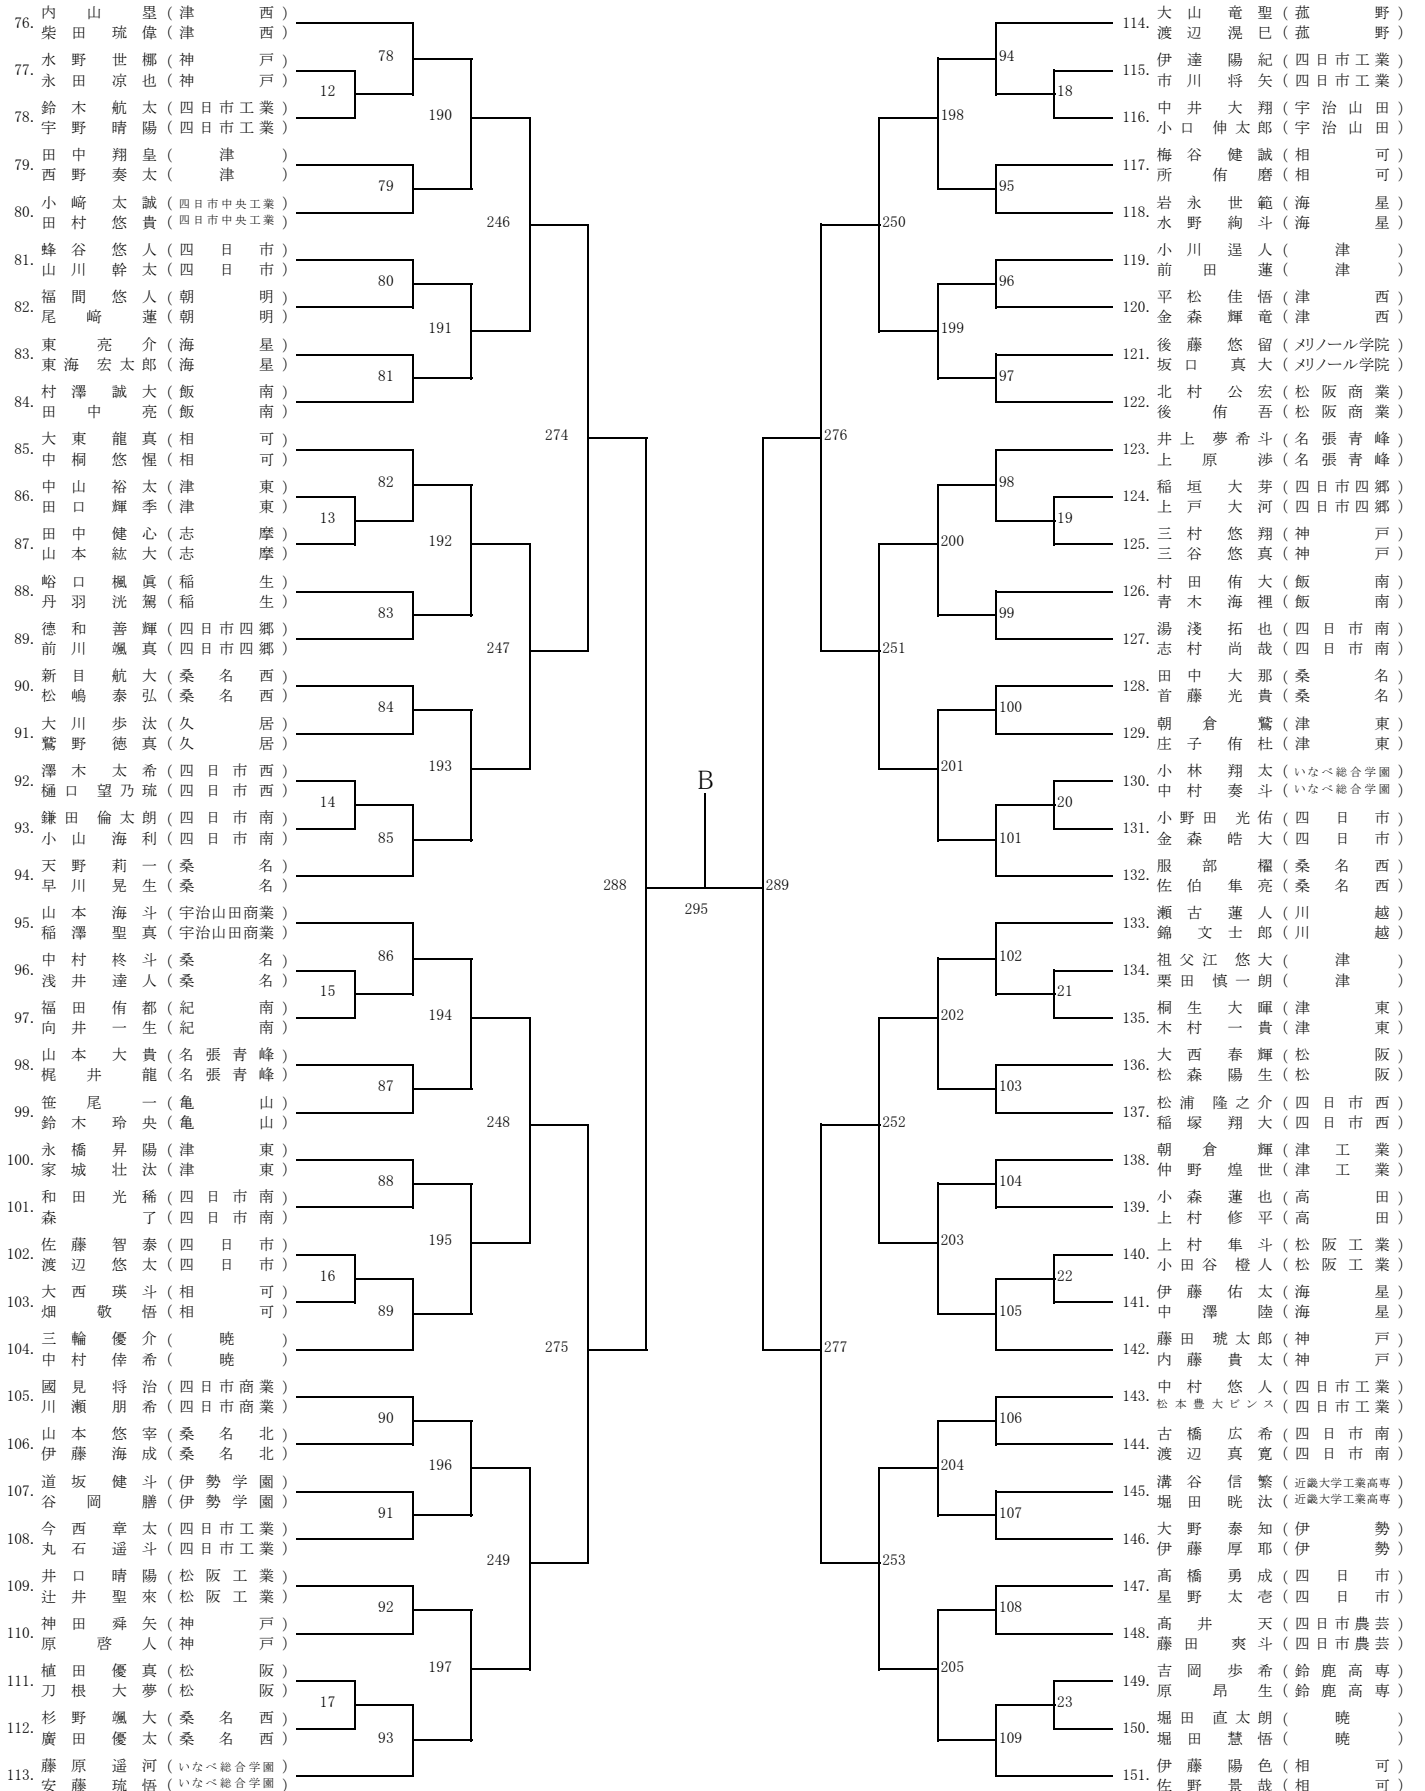 76. 内山 塁 (津西)
柴田 琉偉 (津西)
77. 水野 世梛 (神戸)
永田 凉也 (神戸)
78. 鈴木 航太 (四日市工業)
宇野 晴陽 (四日市工業)
79. 田中 翔皇 (津)
西野 奏太 (津)
80. 小﨑 太誠 (四日市中央工業)
田村 悠貴 (四日市中央工業)
81. 蜂谷 悠人 (四日市)
山川 幹太 (四日市)
82. 福間 悠人 (朝明)
尾﨑 蓮 (朝明)
83. 東 亮介 (海星)
東海 宏太郎 (海星)
84. 村澤 誠大 (飯南)
田中 亮 (飯南)
85. 大東 龍真 (相可)
中桐 悠惺 (相可)
86. 中山 裕太 (津東)
田口 輝季 (津東)
87. 田中 健心 (志摩)
山本 紘大 (志摩)
88. 峪口 楓眞 (稲生)
丹羽 洸駕 (稲生)
89. 德和 善輝 (四日市四郷)
前川 颯真 (四日市四郷)
90. 新目 航大 (桑名西)
松嶋 泰弘 (桑名西)
91. 大川 歩汰 (久居)
鷲野 徳真 (久居)
92. 澤木 太希 (四日市西)
樋口 望乃琉 (四日市西)
93. 鎌田 倫太朗 (四日市南)
小山 海利 (四日市南)
94. 天野 莉一 (桑名)
早川 晃生 (桑名)
95. 山本 海斗 (宇治山田商業)
稲澤 聖真 (宇治山田商業)
96. 中村 柊斗 (桑名)
浅井 達人 (桑名)
97. 福田 侑都 (紀南)
向井 一生 (紀南)
98. 山本 大貴 (名張青峰)
梶井 龍 (名張青峰)
99. 笹尾 一 (亀山)
鈴木 玲央 (亀山)
100. 永橋 昇陽 (津東)
家城 壮汰 (津東)
101. 和田 光稀 (四日市南)
森 了 (四日市南)
102. 佐藤 智泰 (四日市)
渡辺 悠太 (四日市)
103. 大西 瑛斗 (相可)
畑 敬悟 (相可)
104. 三輪 優介 (暁)
中村 倖希 (暁)
105. 國見 将治 (四日市商業)
川瀬 朋希 (四日市商業)
106. 山本 悠宰 (桑名北)
伊藤 海成 (桑名北)
107. 道坂 健斗 (伊勢学園)
谷岡 膳 (伊勢学園)
108. 今西 章太 (四日市工業)
丸石 遥斗 (四日市工業)
109. 井口 晴陽 (松阪工業)
辻井 聖來 (松阪工業)
110. 神田 舜矢 (神戸)
原 啓人 (神戸)
111. 植田 優真 (松阪)
刀根 大夢 (松阪)
112. 杉野 颯大 (桑名西)
廣田 優太 (桑名西)
113. 藤原 遥河 (いなべ総合学園)
安藤 琉悟 (いなべ総合学園)
12
13
14
15
16
17
78
79
80
81
82
83
84
85
86
87
88
89
90
91
92
93
190
191
192
193
194
195
196
197
246
247
248
249
274
275
288
B
295
289
276
277
250
251
252
253
198
199
200
201
202
203
204
205
94
95
96
97
98
99
100
101
102
103
104
105
106
107
108
109
18
19
20
21
22
23
114. 大山 竜聖 (菰野)
渡辺 滉巳 (菰野)
115. 伊達 陽紀 (四日市工業)
市川 将矢 (四日市工業)
116. 中井 大翔 (宇治山田)
小口 伸太郎 (宇治山田)
117. 梅谷 健誠 (相可)
所 侑磨 (相可)
118. 岩永 世範 (海星)
水野 絢斗 (海星)
119. 小川 逞人 (津)
前田 蓮 (津)
120. 平松 佳悟 (津西)
金森 輝竜 (津西)
121. 後藤 悠留 (メリノール学院)
坂口 真大 (メリノール学院)
122. 北村 公宏 (松阪商業)
後 侑吾 (松阪商業)
123. 井上 夢希斗 (名張青峰)
上原 渉 (名張青峰)
124. 稲垣 大芽 (四日市四郷)
上戸 大河 (四日市四郷)
125. 三村 悠翔 (神戸)
三谷 悠真 (神戸)
126. 村田 侑大 (飯南)
青木 海裡 (飯南)
127. 湯淺 拓也 (四日市南)
志村 尚哉 (四日市南)
128. 田中 大那 (桑名)
首藤 光貴 (桑名)
129. 朝倉 鷲 (津東)
庄子 侑杜 (津東)
130. 小林 翔太 (いなべ総合学園)
中村 奏斗 (いなべ総合学園)
131. 小野田 光佑 (四日市)
金森 皓大 (四日市)
132. 服部 櫂 (桑名西)
佐伯 隼亮 (桑名西)
133. 瀬古 蓮人 (川越)
錦 文士郎 (川越)
134. 祖父江 悠大 (津)
栗田 慎一朗 (津)
135. 桐生 大暉 (津東)
木村 一貴 (津東)
136. 大西 春輝 (松阪)
松森 陽生 (松阪)
137. 松浦 隆之介 (四日市西)
稲塚 翔大 (四日市西)
138. 朝倉 輝 (津工業)
仲野 煌世 (津工業)
139. 小森 蓮也 (高田)
上村 修平 (高田)
140. 上村 隼斗 (松阪工業)
小田谷 橙人 (松阪工業)
141. 伊藤 佑太 (海星)
中澤 陸 (海星)
142. 藤田 琥太郎 (神戸)
内藤 貴太 (神戸)
143. 中村 悠人 (四日市工業)
松本豊大ビンス (四日市工業)
144. 古橋 広希 (四日市南)
渡辺 真寛 (四日市南)
145. 溝谷 信繁 (近畿大学工業高専)
堀田 晄汰 (近畿大学工業高専)
146. 大野 泰知 (伊勢)
伊藤 厚耶 (伊勢)
147. 髙橋 勇成 (四日市)
星野 太壱 (四日市)
148. 髙井 天 (四日市農芸)
藤田 爽斗 (四日市農芸)
149. 吉岡 歩希 (鈴鹿高専)
原 昂生 (鈴鹿高専)
150. 堀田 直太朗 (暁)
堀田 慧悟 (暁)
151. 伊藤 陽色 (相可)
佐野 景哉 (相可)